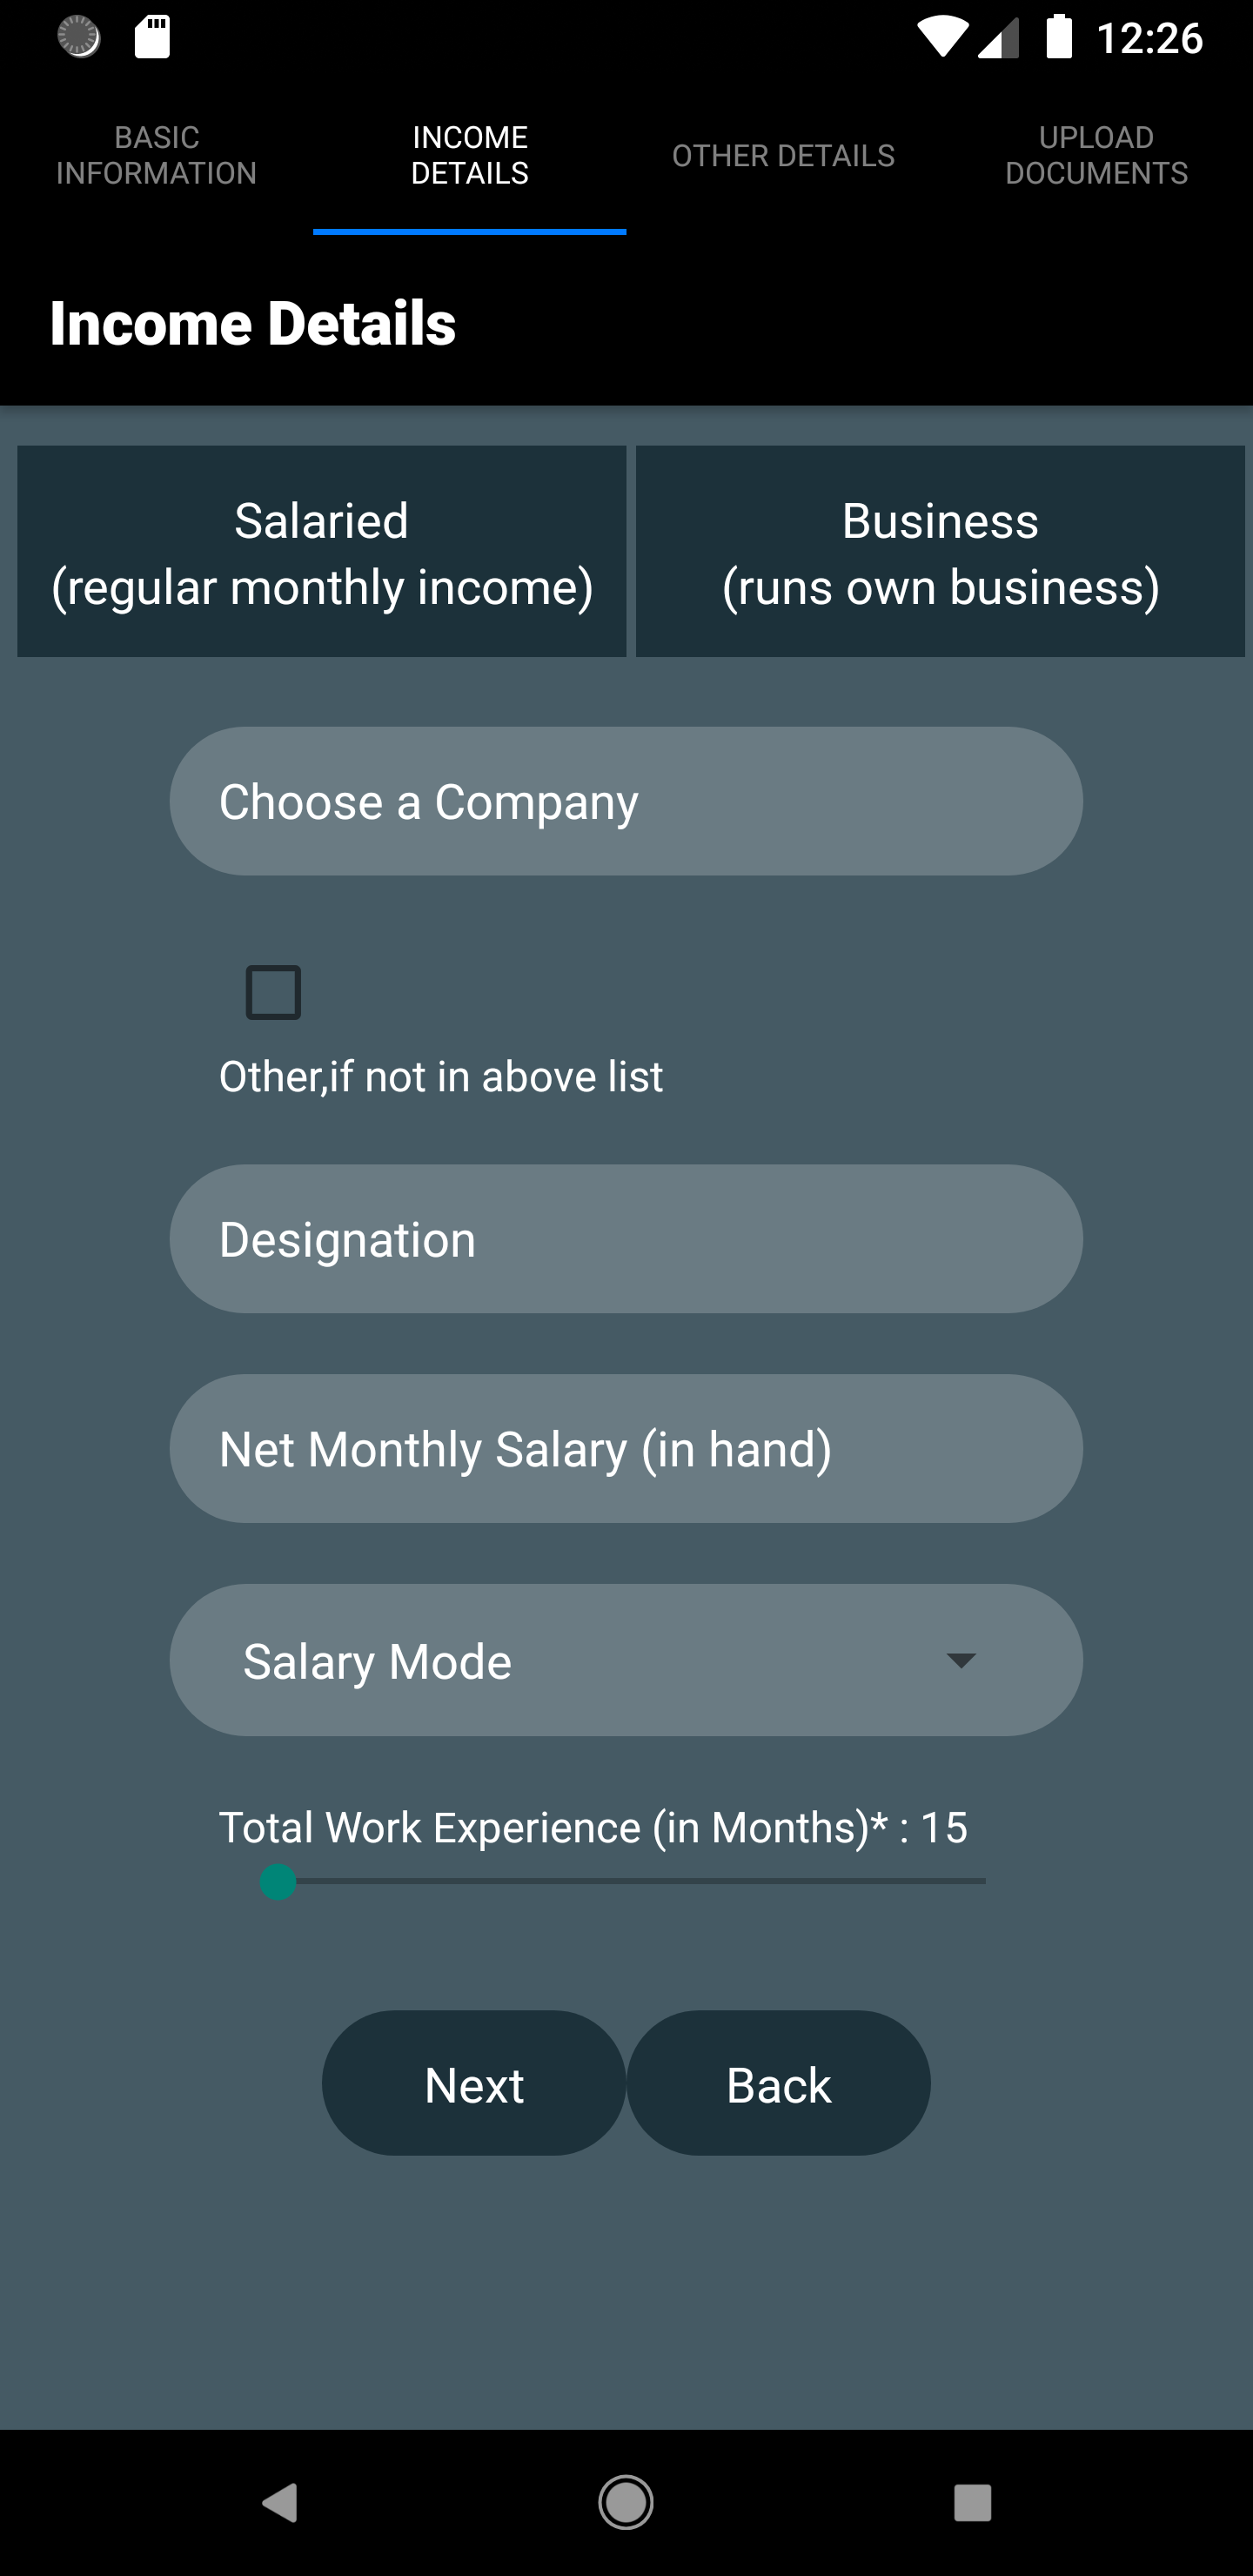 12:26
BASIC
INFORMATION
INCOME
DETAILS
OTHER DETAILS
UPLOAD
DOCUMENTS
Income Details
Salaried
(regular monthly income)
Business
(runs own business)
Choose a Company
Other,if not in above list
Designation
Net Monthly Salary (in hand)
Salary Mode
Total Work Experience (in Months)* : 15
Next
Back